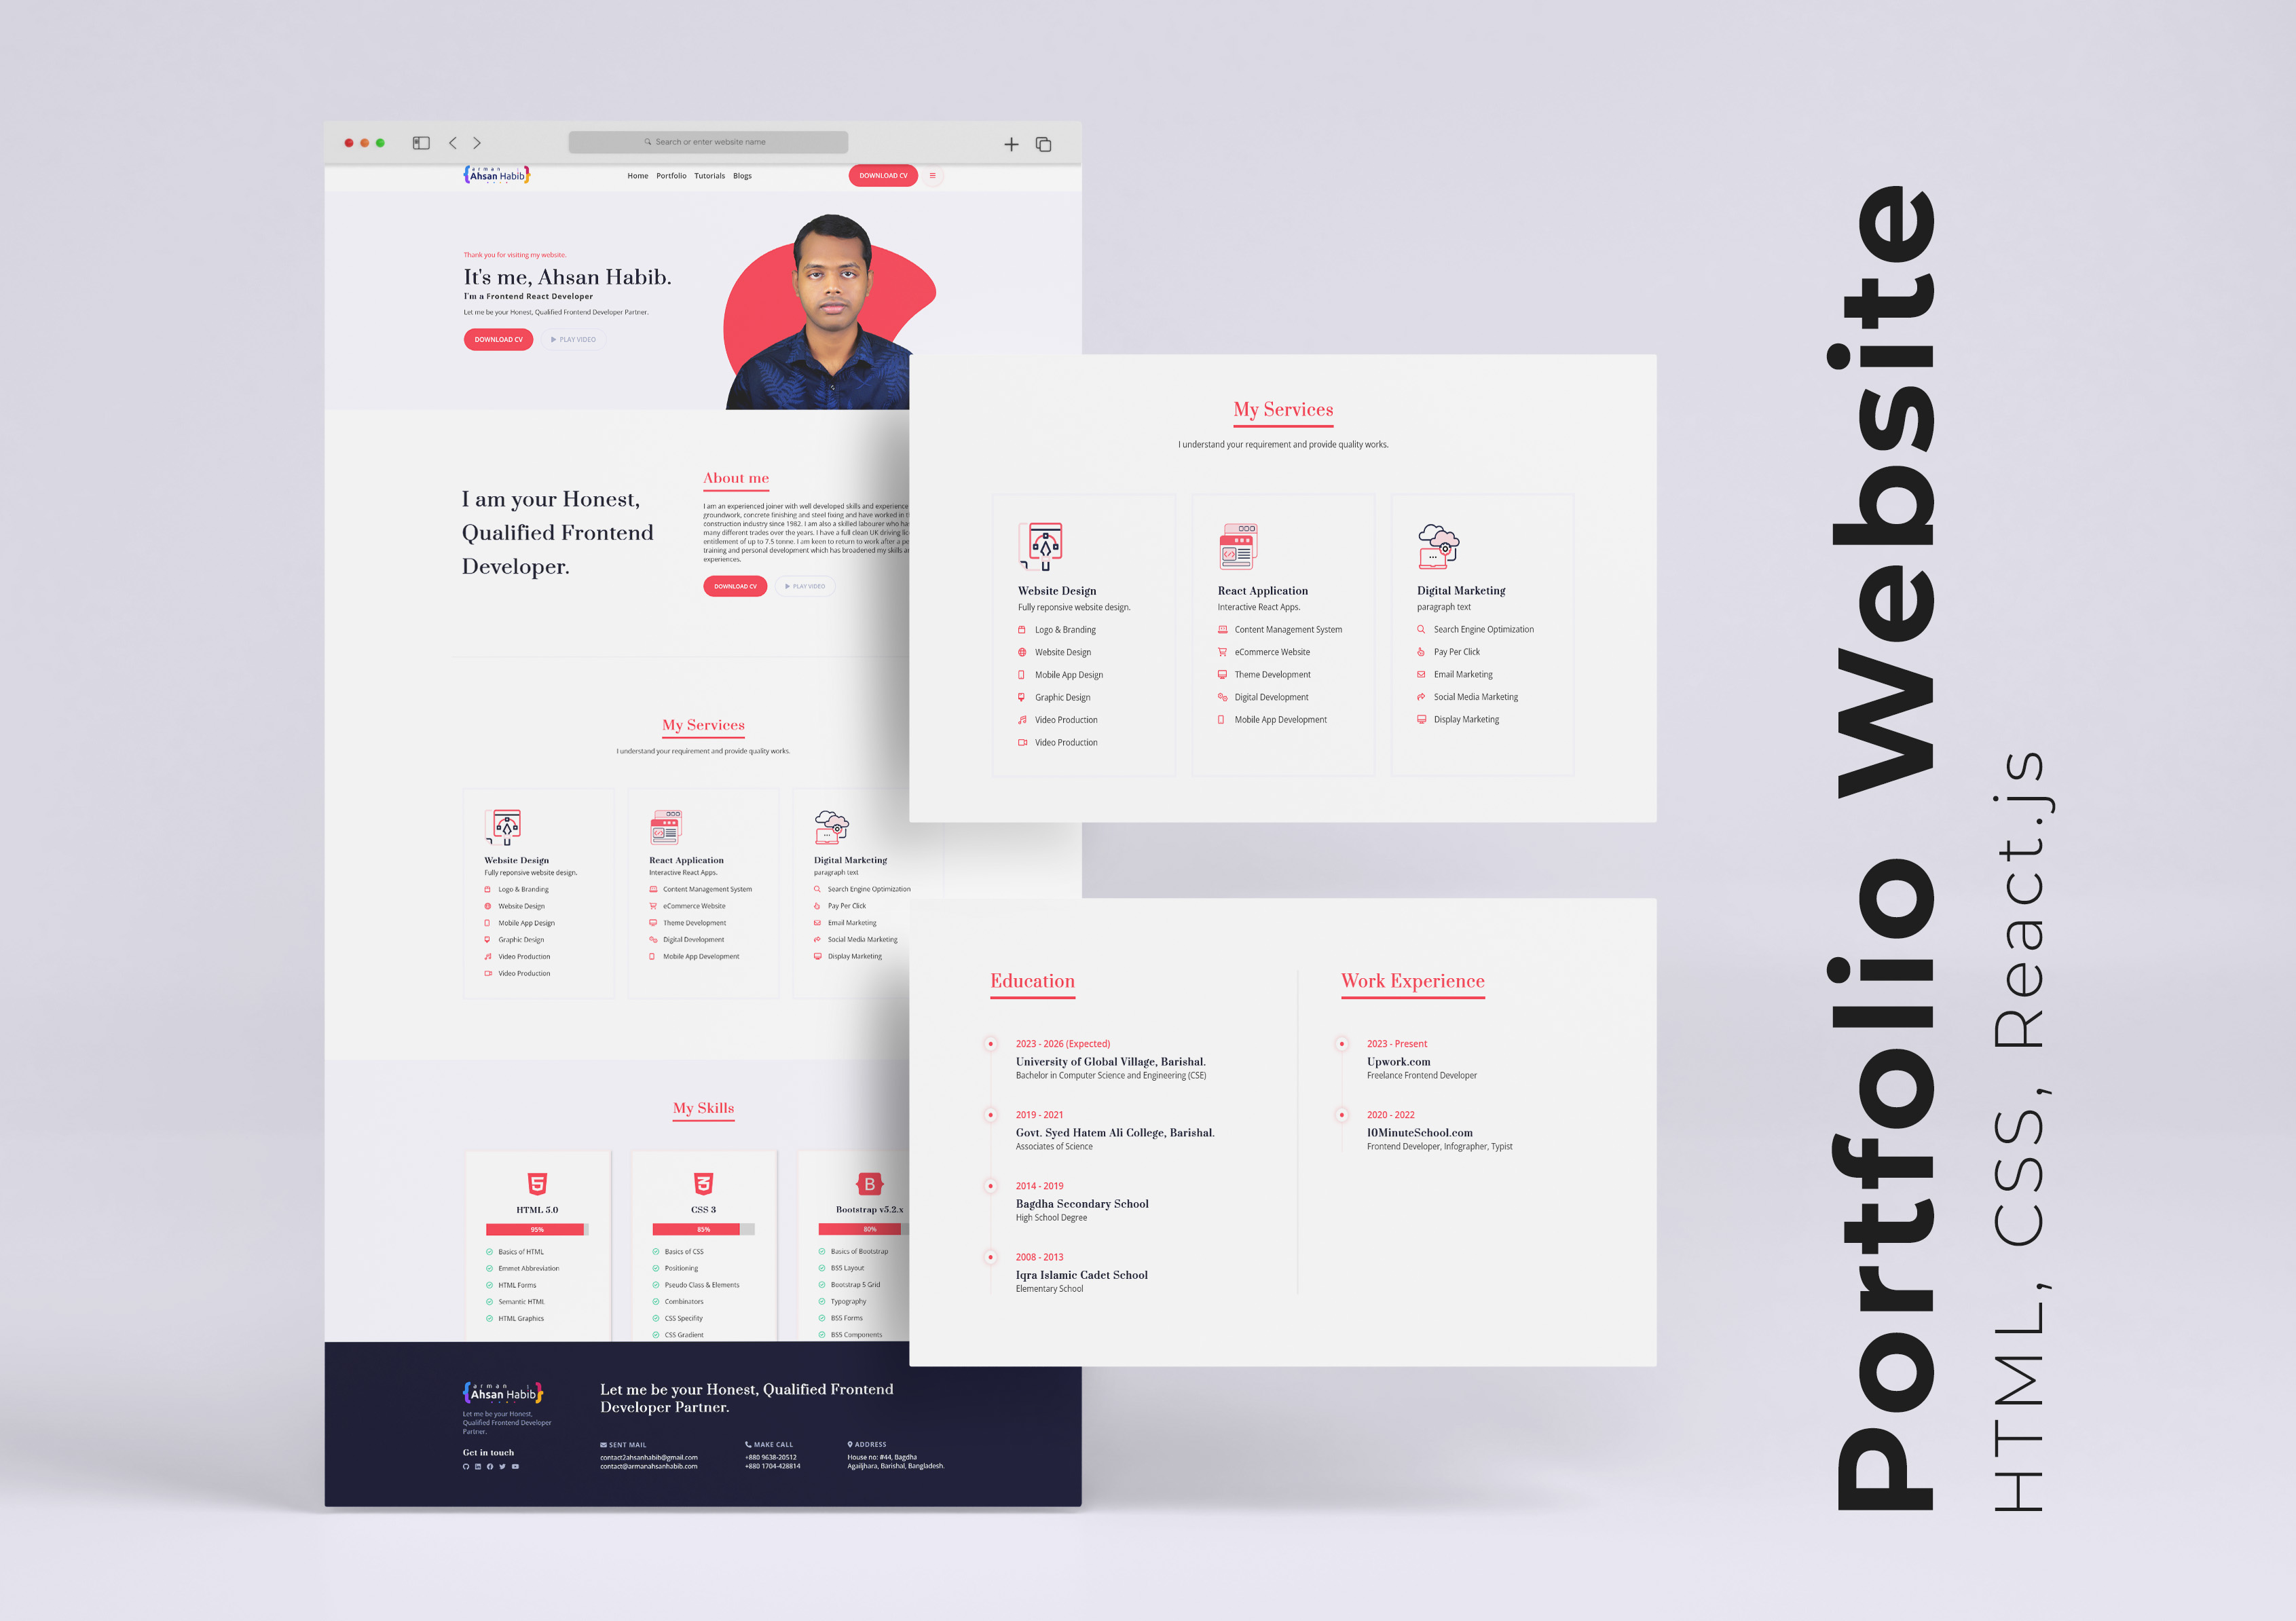 Search or enter website name
arman
Ahsan Habib
Home Portfolio Tutorials Blogs
DOWNLOAD CV
Thank you for visiting my website.
It's me, Ahsan Habib.
I'm a Frontend React Developer
Let me be your Honest, Qualified Frontend Developer Partner.
DOWNLOAD CV
PLAY VIDEO
I am your Honest,
Qualified Frontend
Developer.
About me
I am an experienced joiner with well developed skills and experience
groundwork, concrete finishing and steel fixing and have worked in
construction industry since 1982. I am also a skilled labourer who
many different trades over the years. I have a full clean UK driving
entitlement of up to 7.5 tonne. I am keen to return to work after a
training and personal development which has broadened my skills
experiences.
DOWNLOAD CV
PLAY VIDEO
My Services
I understand your requirement and provide quality works.
Website Design
Fully reponsive website design.
Logo & Branding
Website Design
Mobile App Design
Graphic Design
Video Production
Video Production
React Application
Interactive React Apps.
Content Management System
eCommerce Website
Theme Development
Digital Development
Mobile App Development
Digital Marketing
paragraph text
Search Engine Optimization
Pay Per Click
Email Marketing
Social Media Marketing
Display Marketing
My Skills
HTML 5.0
95%
Basics of HTML
Emmet Abbreviation
HTML Forms
Semantic HTML
HTML Graphics
CSS 3
85%
Basics of CSS
Positioning
Pseudo Class & Elements
Combinators
CSS Specifity
CSS Gradient
B
Bootstrap v5.2.x
80%
Basics of Bootstrap
BS5 Layout
Bootstrap 5 Grid
Typography
BS5 Forms
BS5 Components
arman
Ahsan Habib
Let me be your Honest,
Qualified Frontend Developer
Partner.
Get in touch
Let me be your Honest, Qualified Frontend
Developer Partner.
SENT MAIL
contact2ahsanhabib@gmail.com
contact@armanahsanhabib.com
MAKE CALL
+880 9638-20512
+880 1704-428814
ADDRESS
House no: #44, Bagdha
Agailjhara, Barishal, Bangladesh.
My Services
I understand your requirement and provide quality works.
Website Design
Fully reponsive website design.
Logo & Branding
Website Design
Mobile App Design
Graphic Design
Video Production
Video Production
React Application
Interactive React Apps.
Content Management System
eCommerce Website
Theme Development
Digital Development
Mobile App Development
Digital Marketing
paragraph text
Search Engine Optimization
Pay Per Click
Email Marketing
Social Media Marketing
Display Marketing
Education
2023 - 2026 (Expected)
University of Global Village, Barishal.
Bachelor in Computer Science and Engineering (CSE)
2019 - 2021
Govt. Syed Hatem Ali College, Barishal.
Associates of Science
2014 - 2019
Bagdha Secondary School
High School Degree
2008 - 2013
Iqra Islamic Cadet School
Elementary School
Work Experience
2023 - Present
Upwork.com
Freelance Frontend Developer
2020 - 2022
10MinuteSchool.com
Frontend Developer, Infographer, Typist
Portfolio Website
HTML, CSS, React.js